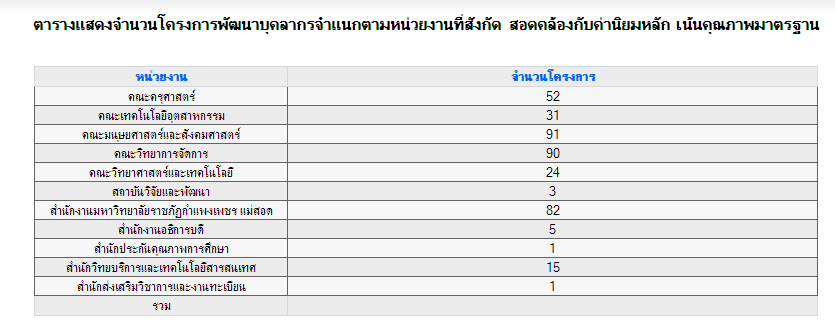 ตารางแสดงจำนวนโครงการพัฒนาบุคลากรจำแนกตามหน่วยงานที่สังกัด สอดคล้องกับค่านิยมหลัก เน้นคุณภาพมาตรฐาน
หน่วยงาน จำนวนโครงการ
คณะครุศาสตร์ 52
คณะเทคโนโลยีอุตสาหกรรม 31
คณะมนุษยศาสตร์และสังคมศาสตร์ 91
คณะวิทยาการจัดการ 90
คณะวิทยาศาสตร์และเทคโนโลยี 24
สถาบันวิจัยและพัฒนา 3
สำนักงานมหาวิทยาลัยราชภัฏกำแพงเพชร แม่สอด 82
สำนักงานอธิการบดี 5
สำนักประกันคุณภาพการศึกษา 1
สำนักวิทยบริการและเทคโนโลยีสารสนเทศ 15
สำนักส่งเสริมวิชาการและงานทะเบียน 1
รวม